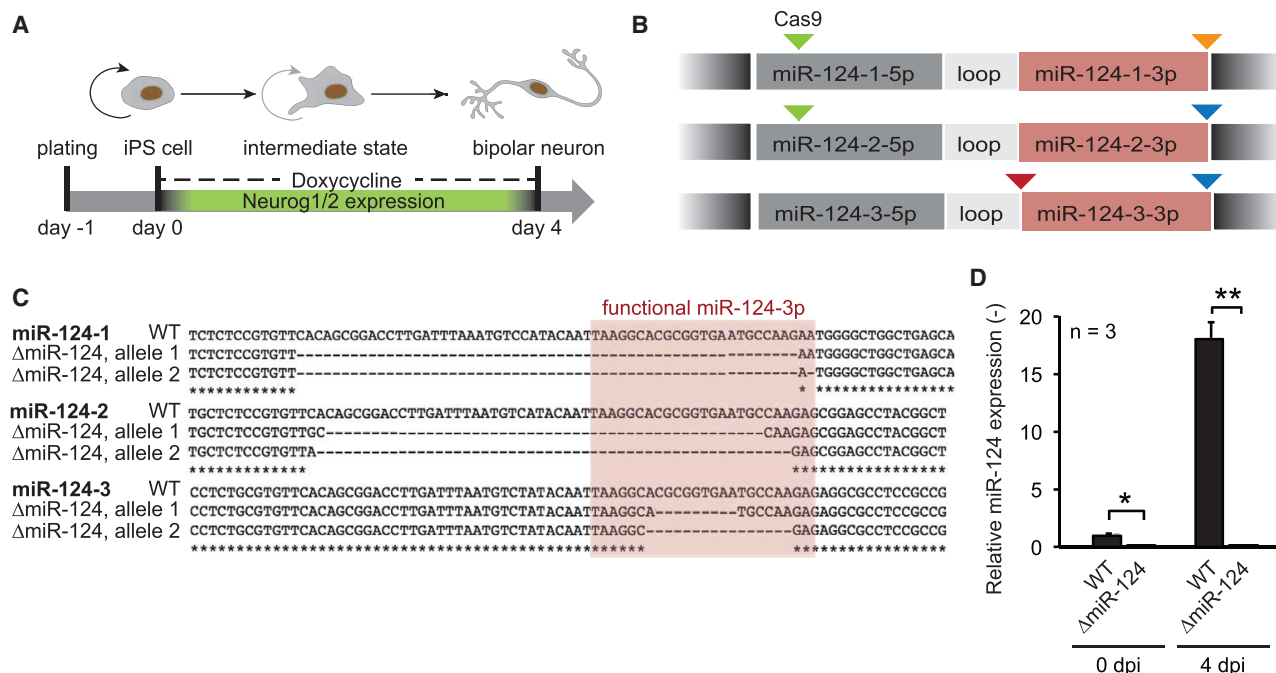 A
plating
iPS cell
intermediate state
bipolar neuron
Doxycycline
Neurog1/2 expression
day -1
day 0
day 4
B
Cas9
miR-124-1-5p loop miR-124-1-3p
miR-124-2-5p loop miR-124-2-3p
miR-124-3-5p loop miR-124-3-3p
C
functional miR-124-3p
miR-124-1 WT TCTCTCCGTGTTCACAGCGGACCTTGATTTAAATGTCCATACAATTAAGGCACGCGGTGAATGCCAAGAATGGGGCTGGCTGAGCA
ΔmiR-124, allele 1 TCTCTCCGTGTT--------------------------------------------------------AATGGGGCTGGCTGAGCA
ΔmiR-124, allele 2 TCTCTCCGTGTT--------------------------------------------------------A-TGGGGCTGGCTGAGCA
************ * ****************
miR-124-2 WT TGCTCTCCGTGTTCACAGCGGACCTTGATTTAATGTCATACAATTAAGGCACGCGGTGAATGCCAAGAGCGGAGCCTACGGCT
ΔmiR-124, allele 1 TGCTCTCCGTGTTGC------------------------------------------------CAAGAGCGGAGCCTACGGCT
ΔmiR-124, allele 2 TGCTCTCCGTGTTA----------------------------------------------------GAGCGGAGCCTACGGCT
************* *****************
miR-124-3 WT CCTCTGCGTGTTCACAGCGGACCTTGATTTAATGTCTATACAATTAAGGCACGCGGTGAATGCCAAGAGAGGCGCCTCCGCCG
ΔmiR-124, allele 1 CCTCTGCGTGTTCACAGCGGACCTTGATTTAATGTCTATACAATTAAGGCA---------TGCCAAGAGAGGCGCCTCCGCCG
ΔmiR-124, allele 2 CCTCTGCGTGTTCACAGCGGACCTTGATTTAATGTCTATACAATTAAGGC----------------GAGAGGCGCCTCCGCCG
************************************************** *****************
D
Relative miR-124 expression (-)
20
15
10
5
0
n = 3
*
**
WT
ΔmiR-124
WT
ΔmiR-124
0 dpi
4 dpi